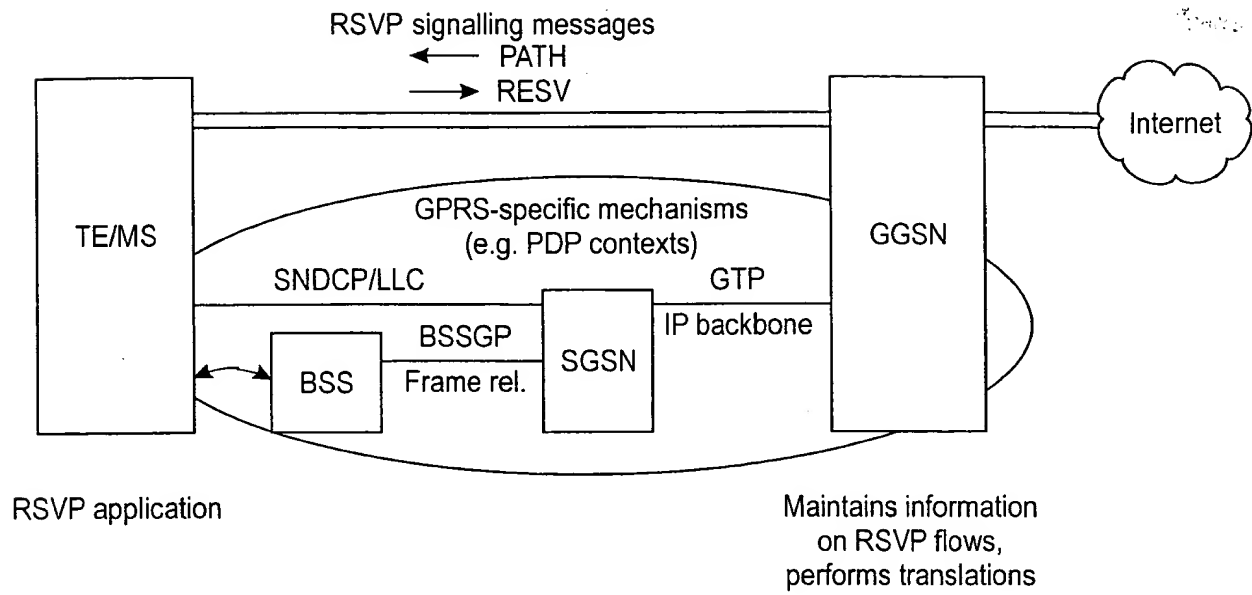 RSVP signalling messages
PATH
RESV
Internet
TE/MS
GPRS-specific mechanisms
(e.g. PDP contexts)
GGSN
SNDCP/LLC
GTP
IP backbone
BSSGP
SGSN
BSS
Frame rel.
RSVP application
Maintains information
on RSVP flows,
performs translations